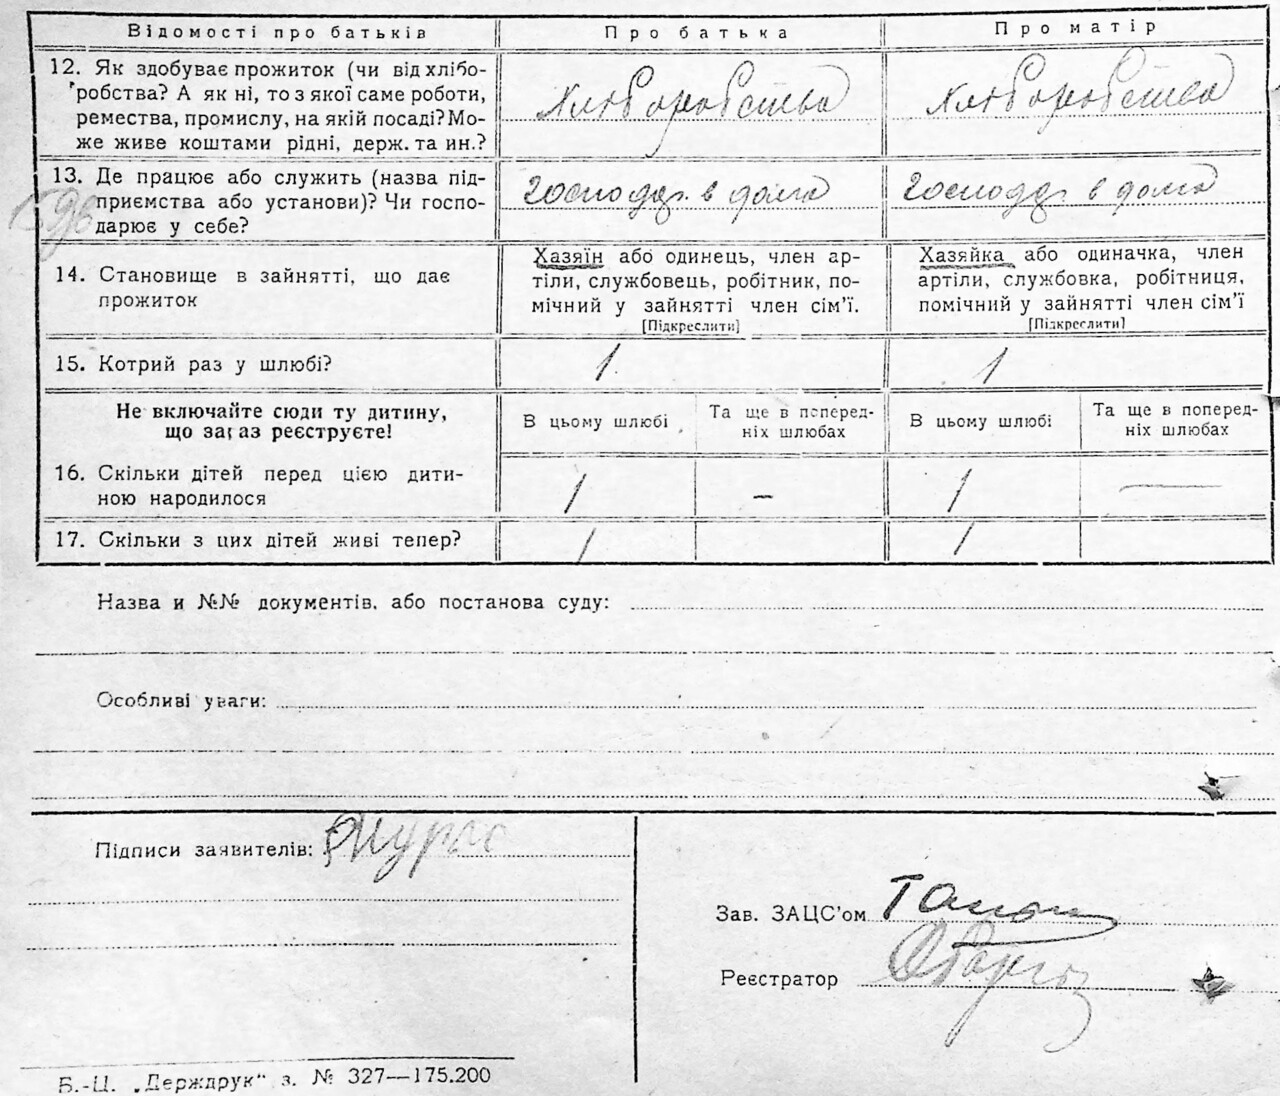 Відомості про батьків Про батька Про матір
12. Як здобуває прожиток (чи від хлібо-
робства? А як ні, то з якої саме роботи,
ремества, промислу, на якій посаді? Мо-
же живе коштами рідні, держ. та ин.?
Хліборобства Хліборобства
13. Де працює або служить (назва під-
приємства або установи)? Чи госпо-
дарює у себе?
господар. в дома господар в дома
14. Становище в зайнятті, що дає
прожиток
Хазяїн або одинець, член ар-
тіли, службовець, робітник, по-
мічний у зайнятті член сім'ї.
[Підкреслити]
Хазяйка або одиначка, член
артіли, службовка, робітниця,
помічний у зайнятті член сім'ї
[Підкреслити]
15. Котрий раз у шлюбі? 1 1
Не включайте сюди ту дитину,
що зараз реєструєте!
В цьому шлюбі
Та ще в поперед-
ніх шлюбах
В цьому шлюбі
Та ще в поперед-
ніх шлюбах
16. Скільки дітей перед цією дити-
ною народилося
1 – 1 —
17. Скільки з цих дітей живі тепер? 1 1
Назва и №№ документів, або постанова суду:
Особливі уваги:
Підписи заявителів:
Зав. ЗАЦС'ом
Реєстратор
Б.-Ц. „Держдрук" з. № 327—175.200